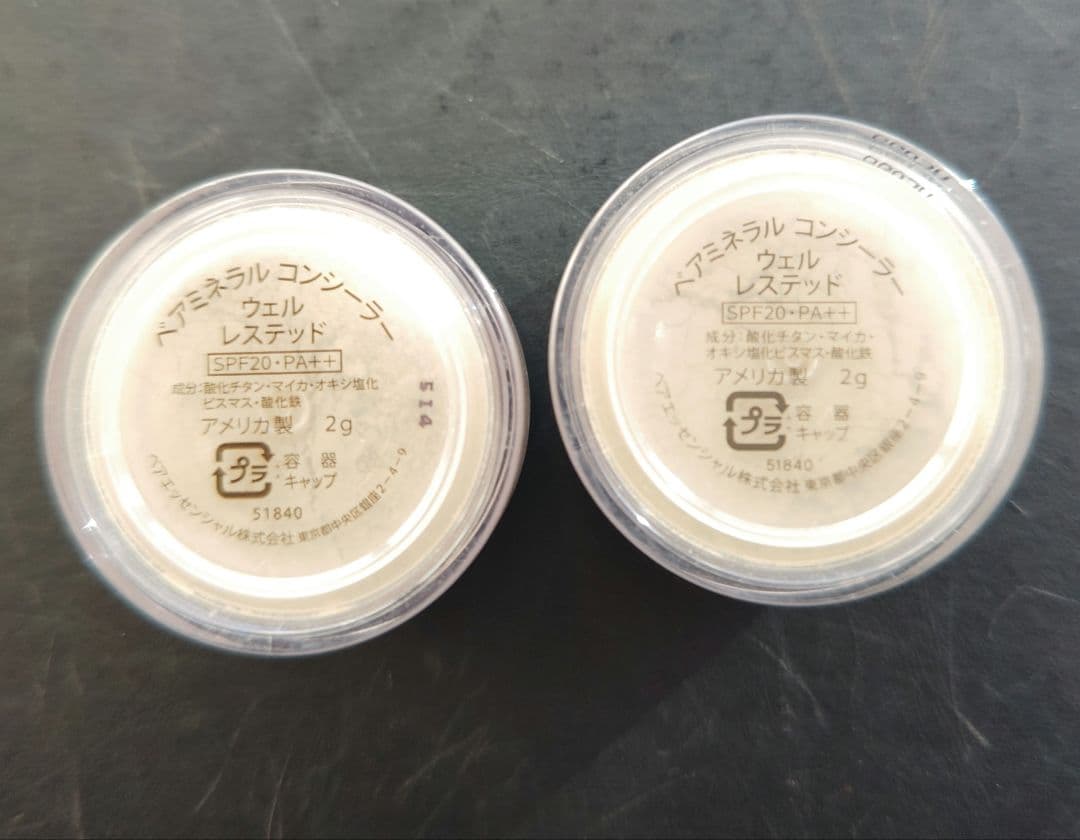 ベアミネラル コンシーラー
ウェル
レステッド
SPF20・PA++
成分:酸化チタン・マイカ・オキシ塩化
ビスマス・酸化鉄
アメリカ製 2g
プラ :容器
キャップ
51840
ベアエッセンシャル株式会社 東京都中央区銀座2-4-9
514
ベアミネラル コンシーラー
ウェル
レステッド
SPF20・PA++
成分:酸化チタン・マイカ・
オキシ塩化ビスマス・酸化鉄
アメリカ製 2g
プラ :容器
キャップ
51840
ベアエッセンシャル株式会社 東京都中央区銀座2-4-9